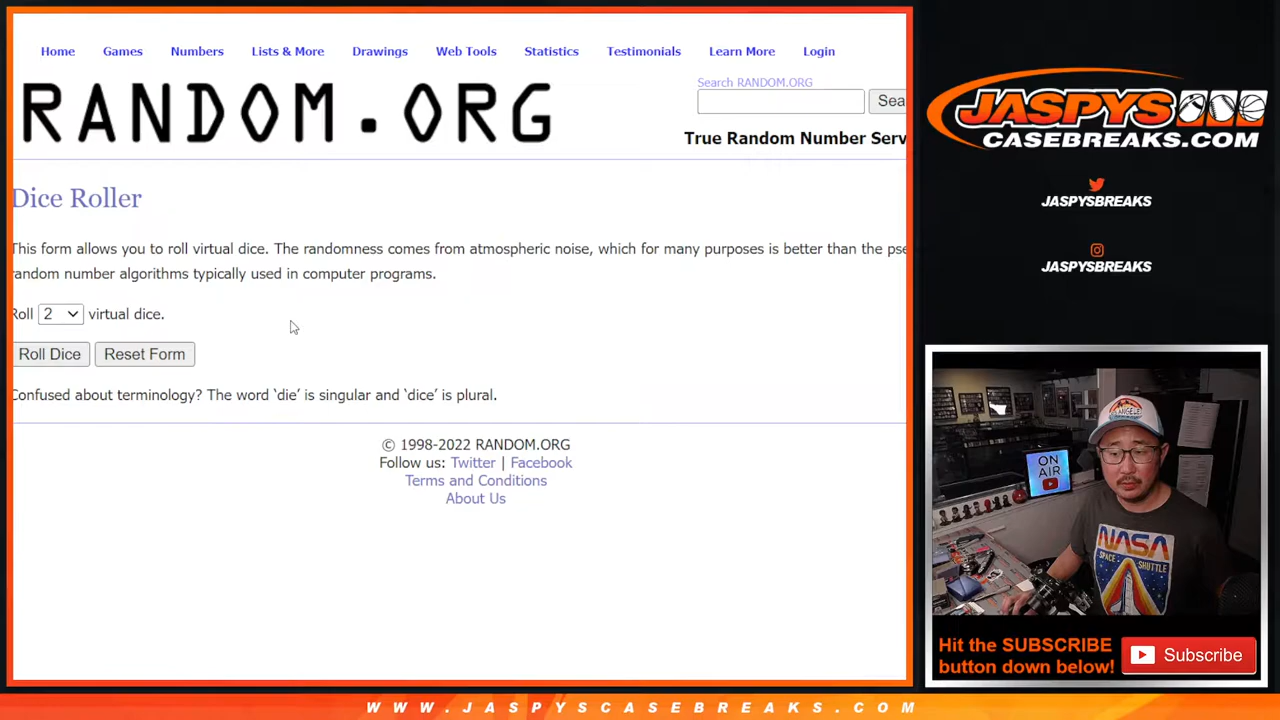 Home Games Numbers Lists & More Drawings Web Tools Statistics Testimonials Learn More Login
RANDOM.ORG
Search RANDOM.ORG
Sea
True Random Number Serv
Dice Roller
This form allows you to roll virtual dice. The randomness comes from atmospheric noise, which for many purposes is better than the pse
random number algorithms typically used in computer programs.
Roll 2 virtual dice.
Roll Dice Reset Form
Confused about terminology? The word ‘die’ is singular and ‘dice’ is plural.
© 1998-2022 RANDOM.ORG
Follow us: Twitter | Facebook
Terms and Conditions
About Us
JASPYS
CASEBREAKS.COM
JASPYSBREAKS
JASPYSBREAKS
ON
AIR
ANGELS
NASA
SPACE SHUTTLE
Hit the SUBSCRIBE
button down below!
Subscribe
WWW.JASPYSCASEBREAKS.COM